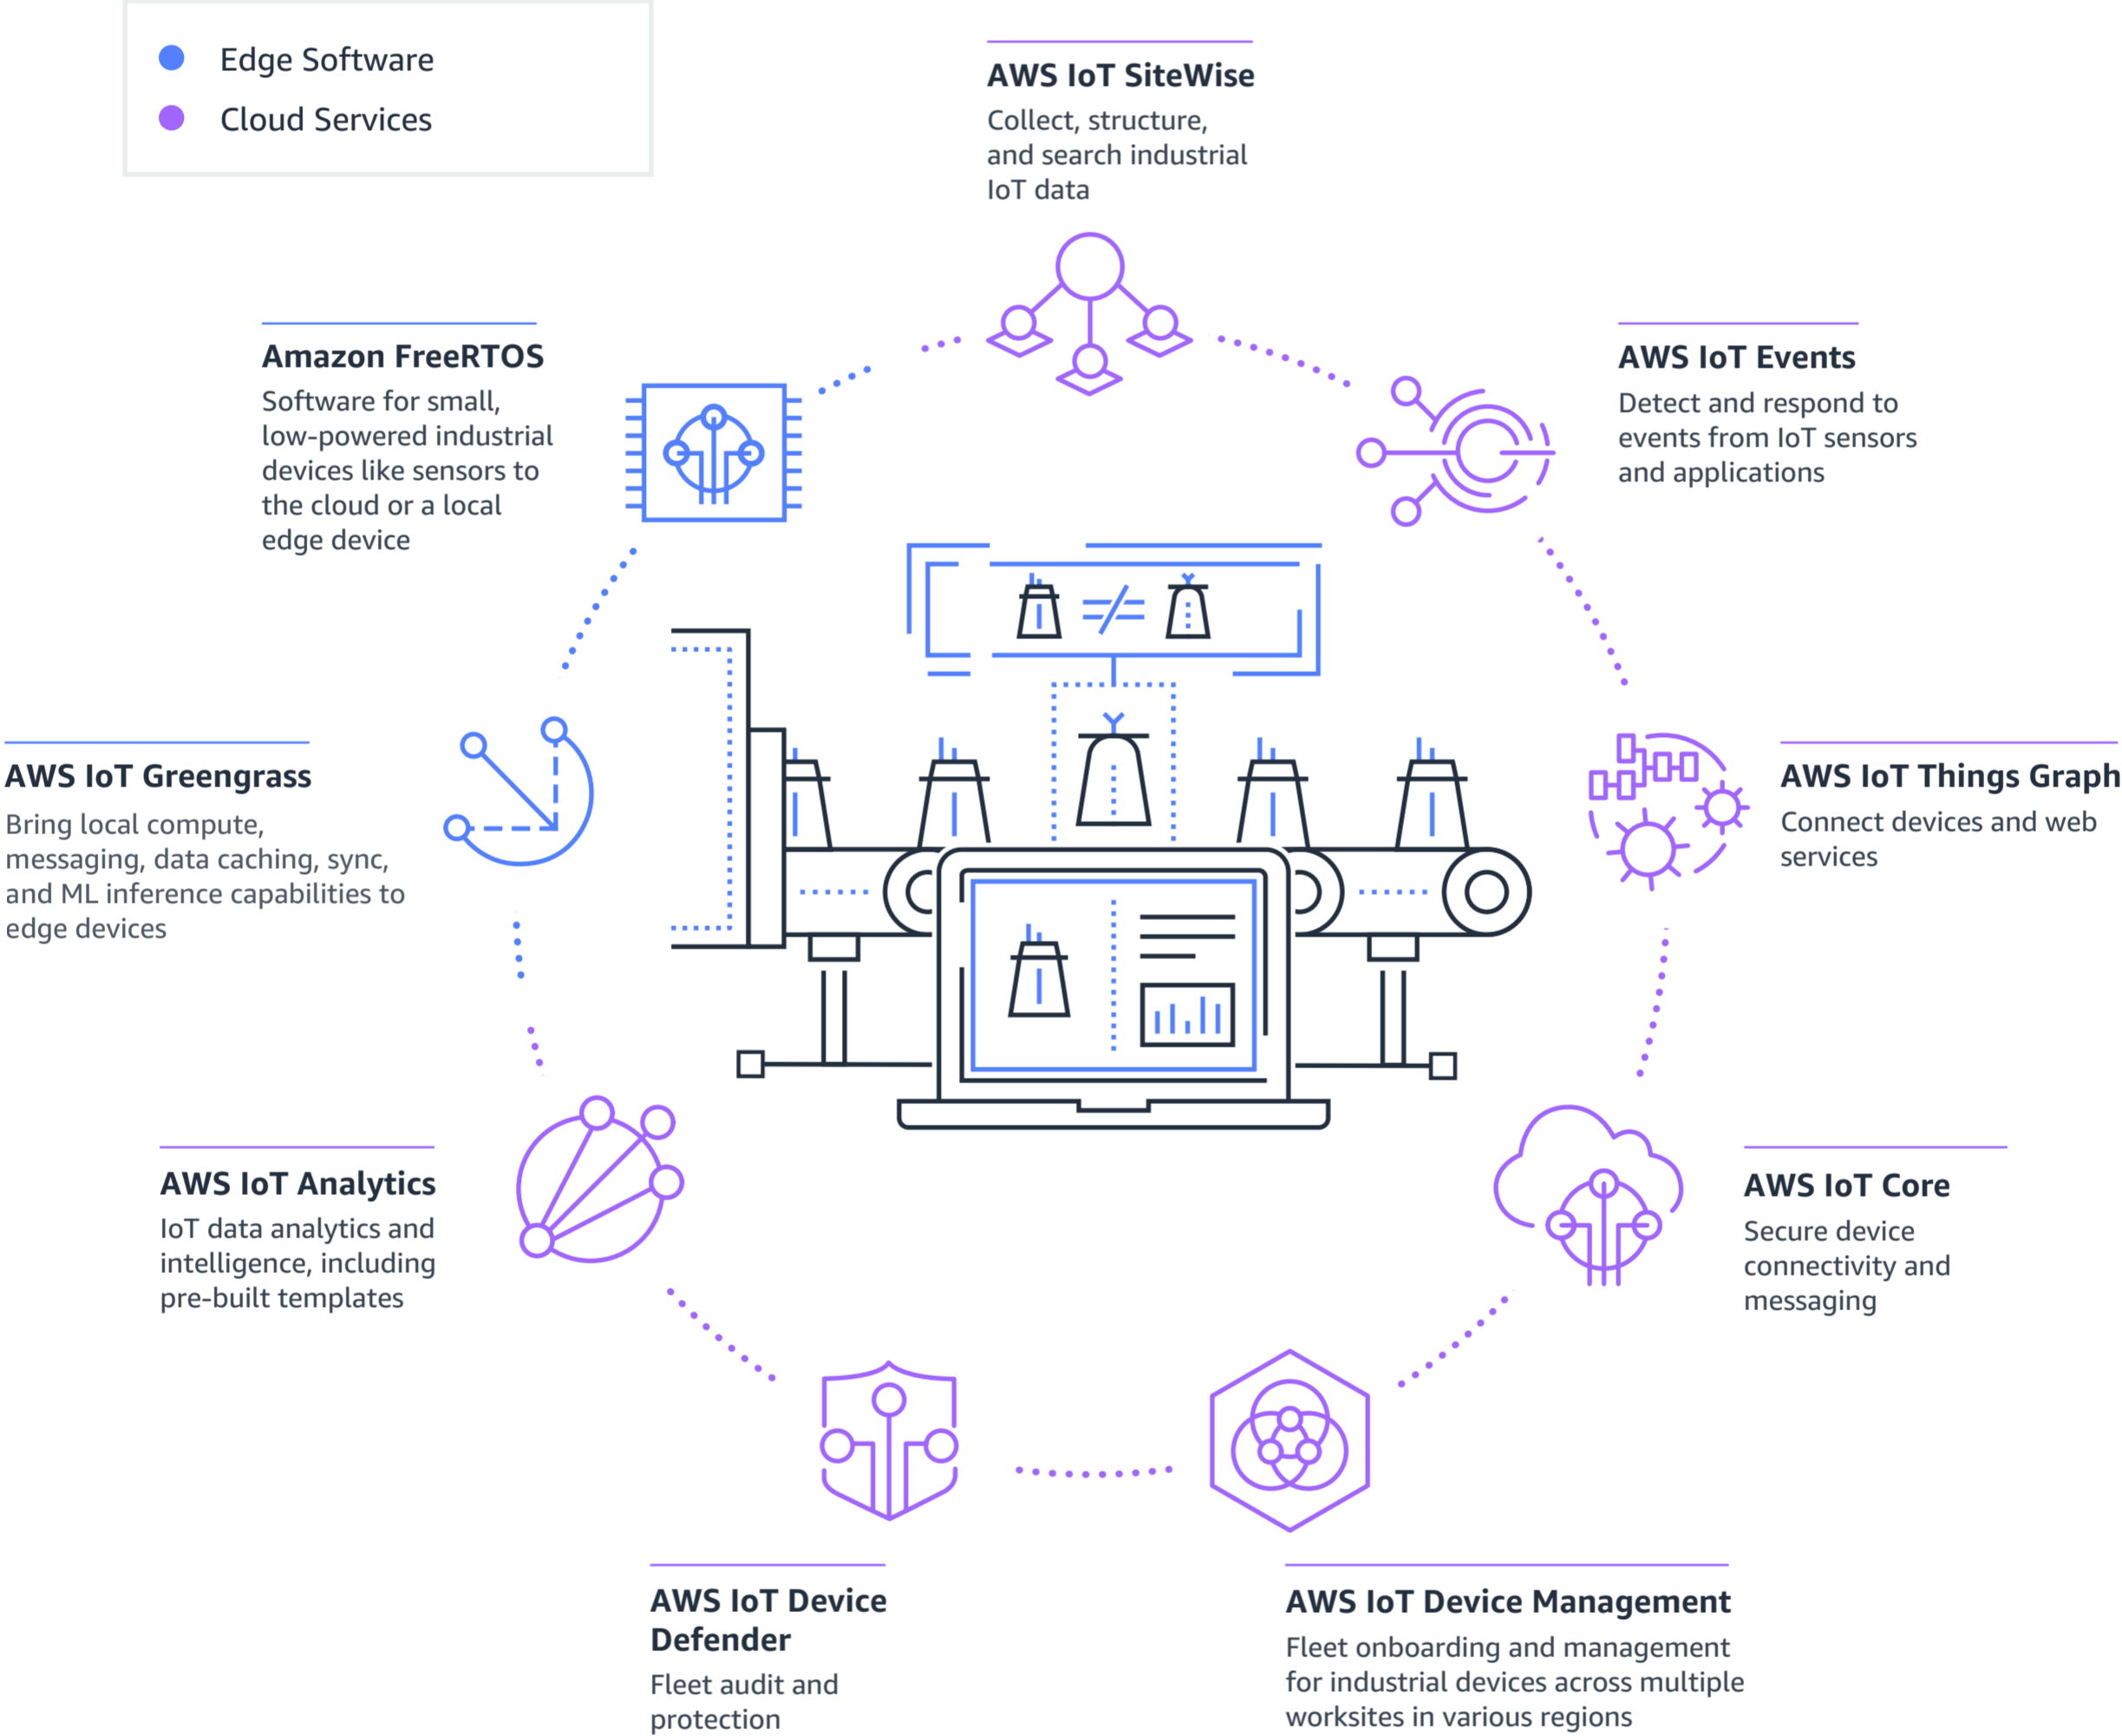 Edge Software
Cloud Services
AWS IoT SiteWise
Collect, structure,
and search industrial
IoT data
Amazon FreeRTOS
Software for small,
low-powered industrial
devices like sensors to
the cloud or a local
edge device
AWS IoT Events
Detect and respond to
events from IoT sensors
and applications
AWS IoT Greengrass
Bring local compute,
messaging, data caching, sync,
and ML inference capabilities to
edge devices
AWS IoT Things Graph
Connect devices and web
services
AWS IoT Analytics
IoT data analytics and
intelligence, including
pre-built templates
AWS IoT Core
Secure device
connectivity and
messaging
AWS IoT Device
Defender
Fleet audit and
protection
AWS IoT Device Management
Fleet onboarding and management
for industrial devices across multiple
worksites in various regions